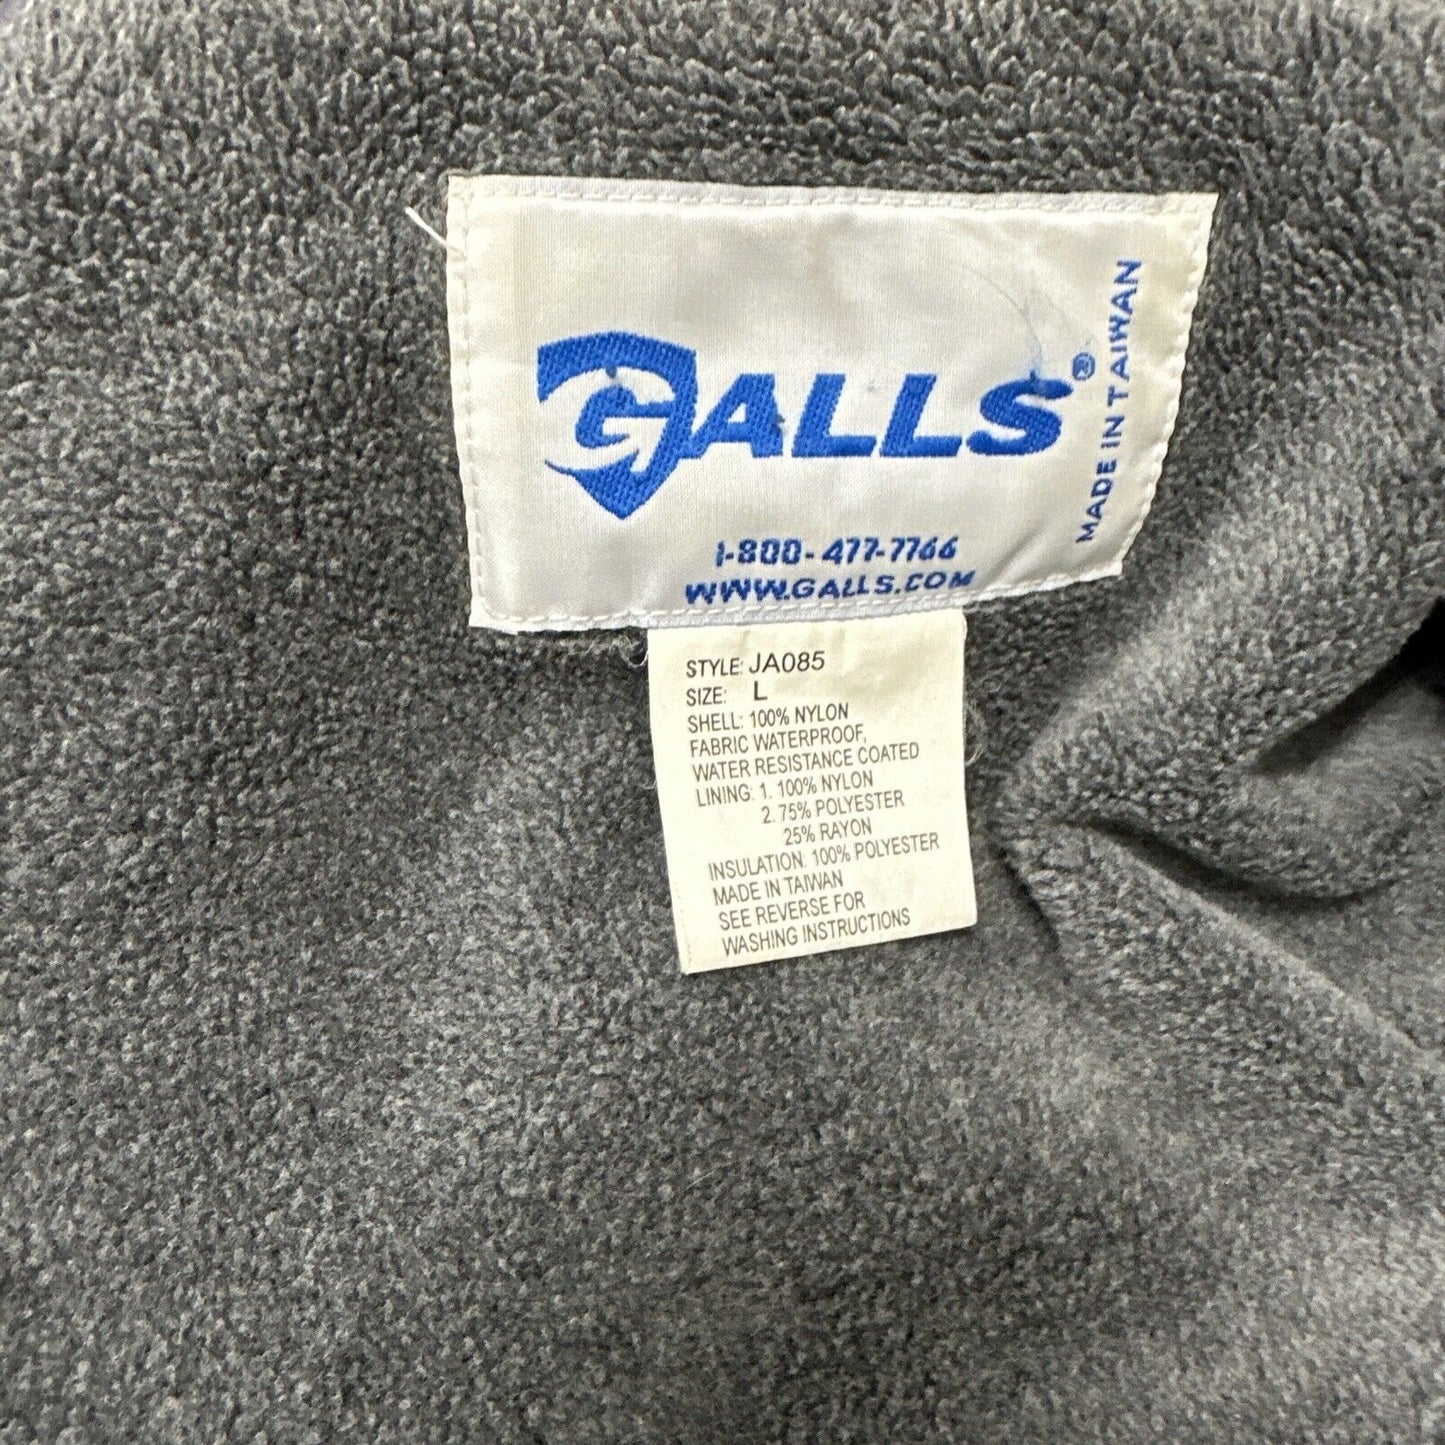 GALLS®
MADE IN TAIWAN
1-800-477-7766
WWW.GALLS.COM
STYLE: JA085
SIZE: L
SHELL: 100% NYLON
FABRIC WATERPROOF,
WATER RESISTANCE COATED
LINING: 1. 100% NYLON
2. 75% POLYESTER
25% RAYON
INSULATION: 100% POLYESTER
MADE IN TAIWAN
SEE REVERSE FOR
WASHING INSTRUCTIONS